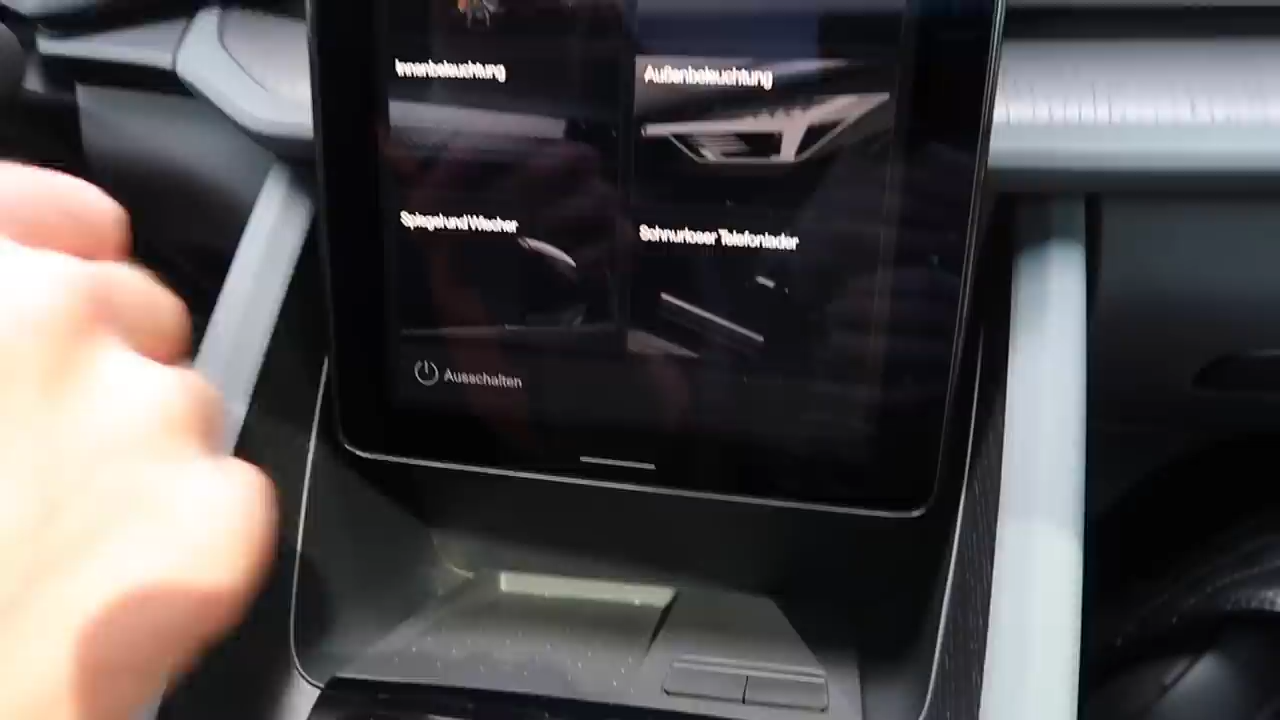 Innenbeleuchtung
Außenbeleuchtung
Spiegel und Wischer
Schnurloser Telefonlader
Ausschalten